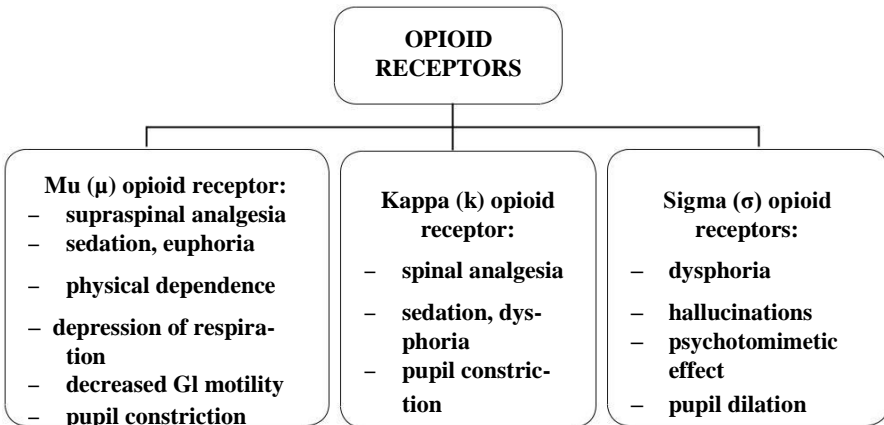 OPIOID
RECEPTORS
Mu (µ) opioid receptor:
– supraspinal analgesia
– sedation, euphoria
– physical dependence
– depression of respira-
tion
– decreased Gl motility
– pupil constriction
Kappa (k) opioid
receptor:
– spinal analgesia
– sedation, dys-
phoria
– pupil constric-
tion
Sigma (σ) opioid
receptors:
– dysphoria
– hallucinations
– psychotomimetic
effect
– pupil dilation